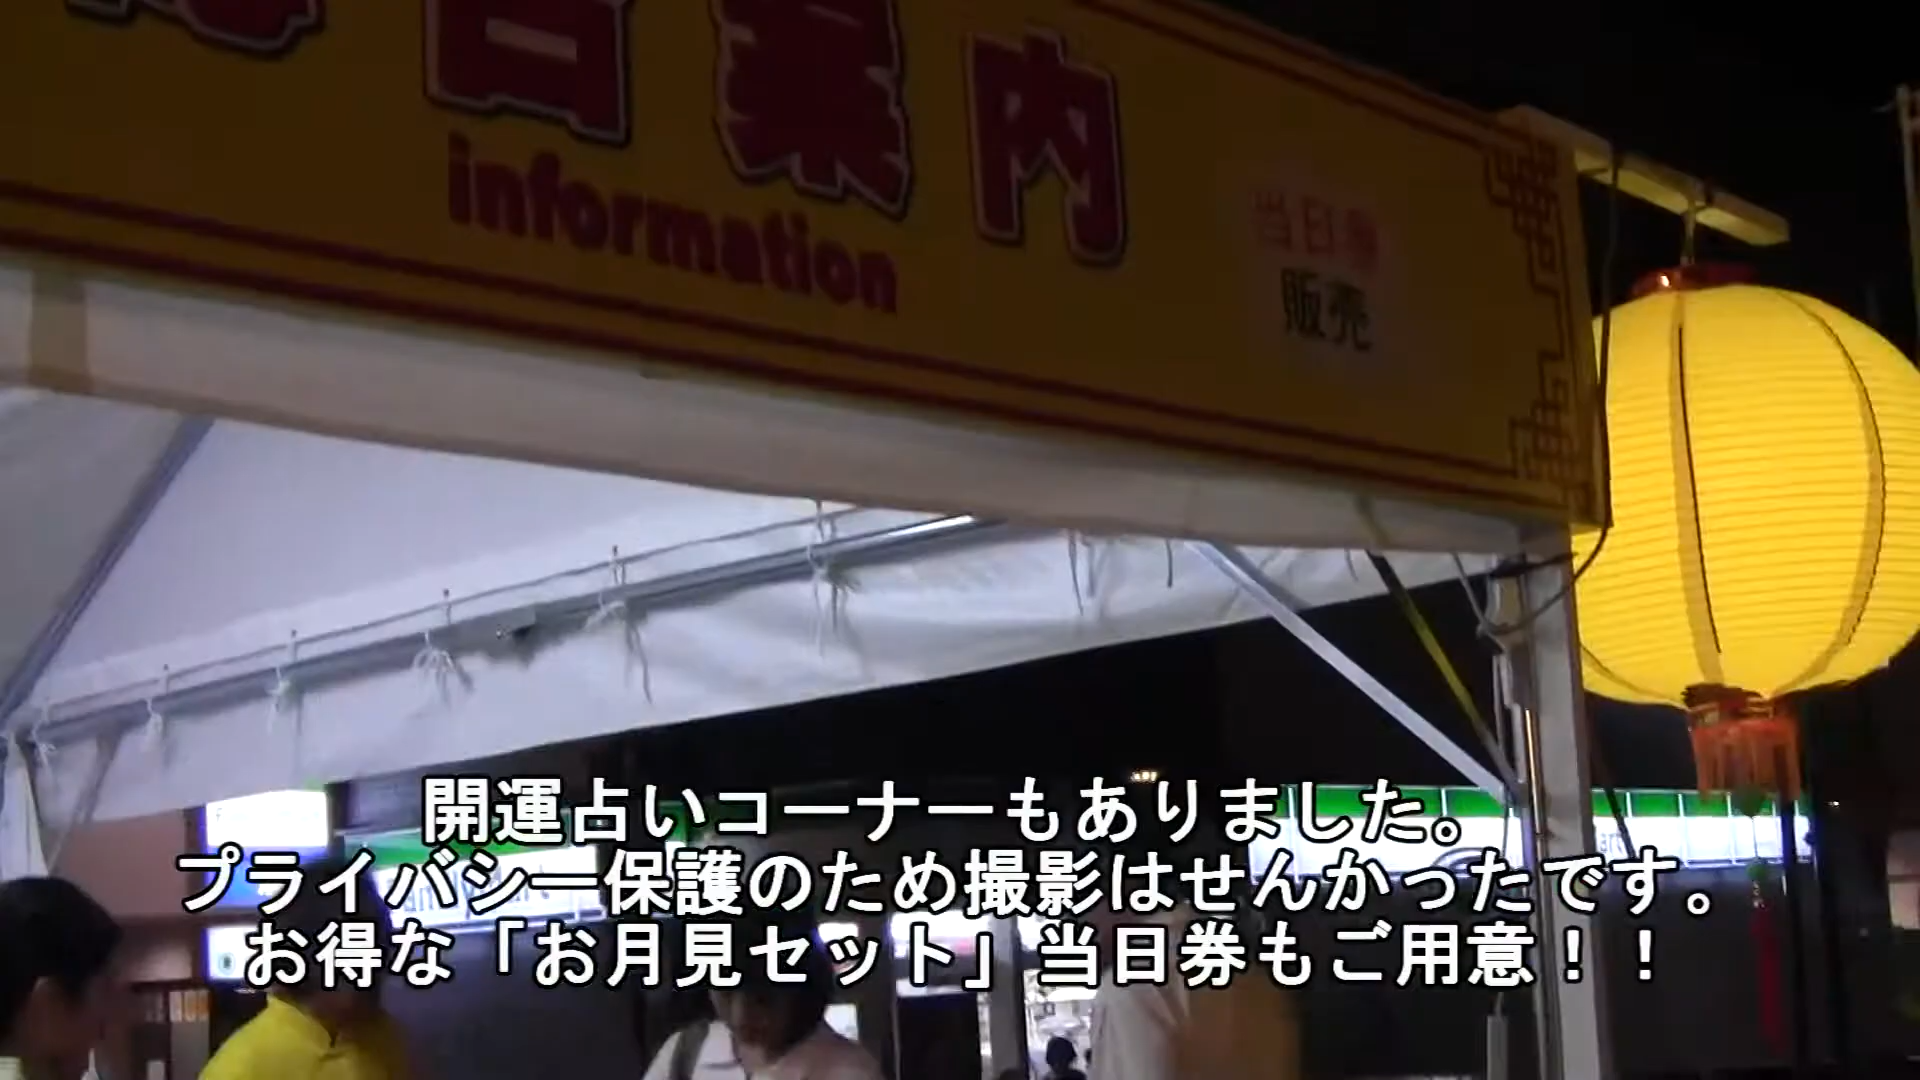 案内
information
当日券
販売
開運占いコーナーもありました。
プライバシー保護のため撮影はせんかったです。
お得な「お月見セット」当日券もご用意！！